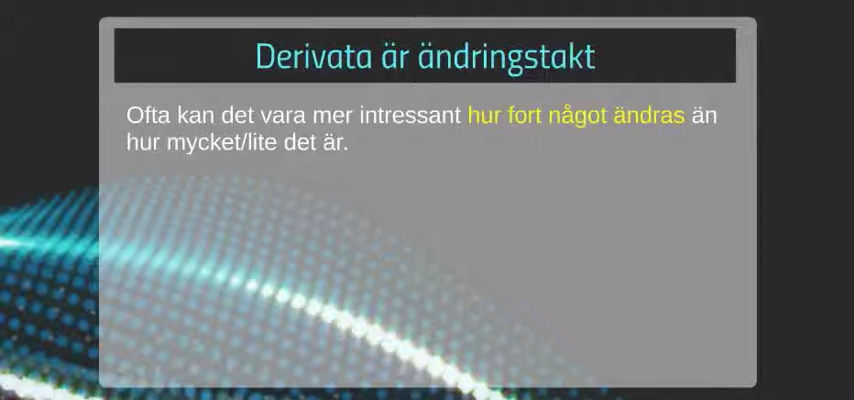 Derivata är ändringstakt
Ofta kan det vara mer intressant hur fort något ändras än
hur mycket/lite det är.